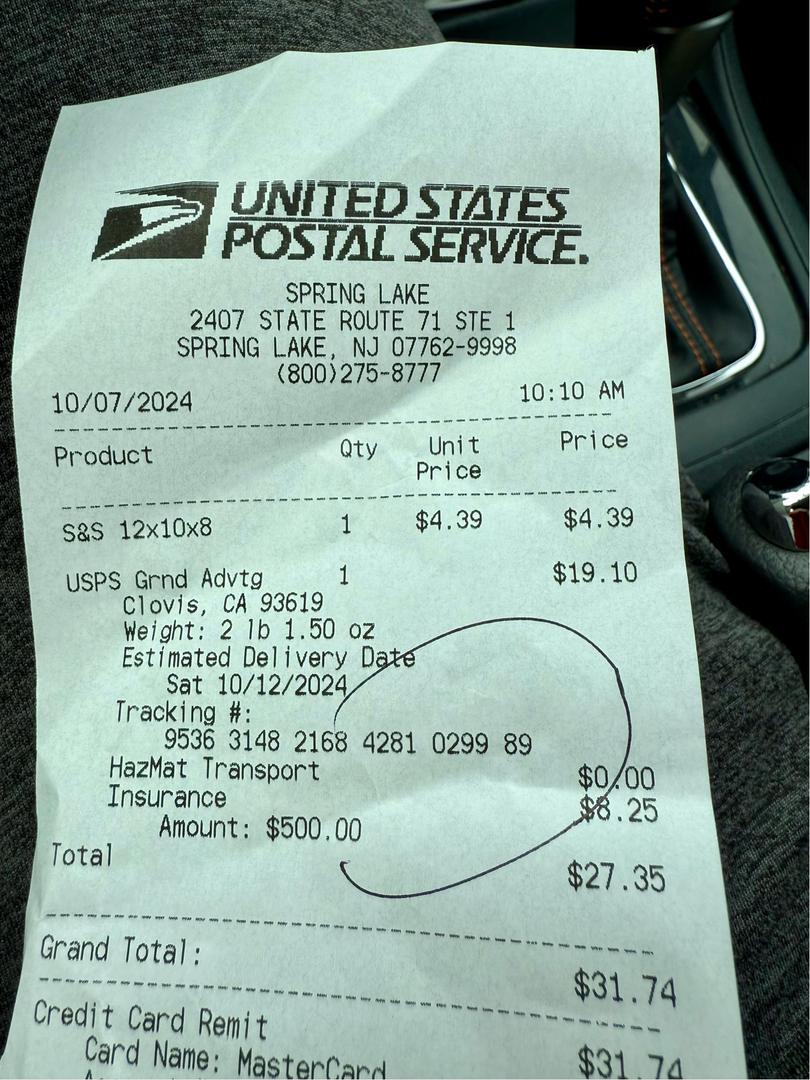 UNITED STATES
POSTAL SERVICE.
SPRING LAKE
2407 STATE ROUTE 71 STE 1
SPRING LAKE, NJ 07762-9998
(800)275-8777
10/07/2024 10:10 AM
Product Qty Unit Price
Price
S&S 12x10x8 1 $4.39 $4.39
USPS Grnd Advtg 1 $19.10
Clovis, CA 93619
Weight: 2 lb 1.50 oz
Estimated Delivery Date
Sat 10/12/2024
Tracking #:
9536 3148 2168 4281 0299 89
HazMat Transport $0.00
Insurance $8.25
Amount: $500.00
Total $27.35
Grand Total: $31.74
Credit Card Remit $31.74
Card Name: MasterCard